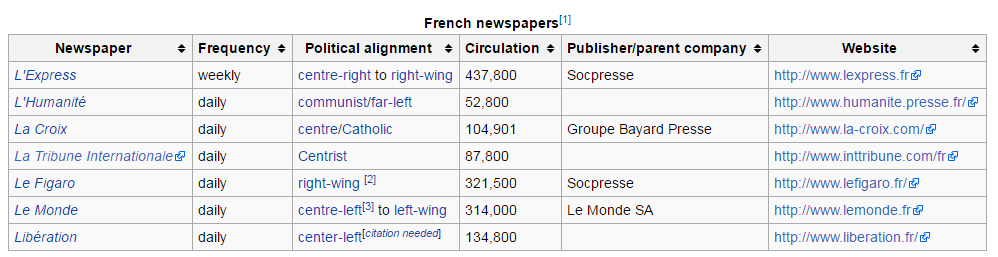 French newspapers[1]
Newspaper Frequency Political alignment Circulation Publisher/parent company Website
L'Express weekly centre-right to right-wing 437,800 Socpresse http://www.lexpress.fr
L'Humanité daily communist/far-left 52,800 http://www.humanite.presse.fr/
La Croix daily centre/Catholic 104,901 Groupe Bayard Presse http://www.la-croix.com/
La Tribune Internationale daily Centrist 87,800 http://www.inttribune.com/fr
Le Figaro daily right-wing [2] 321,500 Socpresse http://www.lefigaro.fr/
Le Monde daily centre-left[3] to left-wing 314,000 Le Monde SA http://www.lemonde.fr
Libération daily center-left[citation needed] 134,800 http://www.liberation.fr/